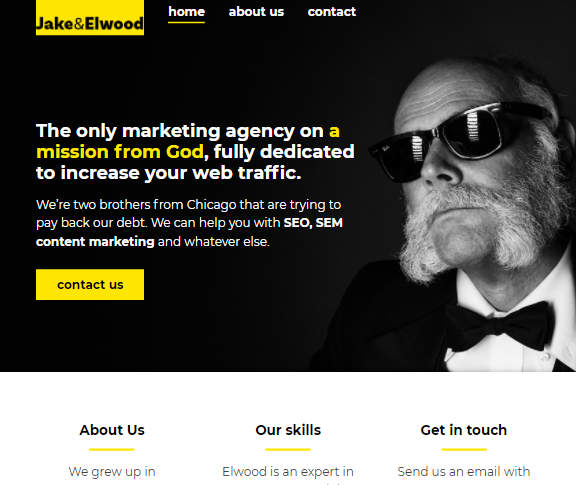 Jake&Elwood
home about us contact
The only marketing agency on a
mission from God, fully dedicated
to increase your web traffic.
We're two brothers from Chicago that are trying to
pay back our debt. We can help you with SEO, SEM
content marketing and whatever else.
contact us
About Us
Our skills
Get in touch
We grew up in
Elwood is an expert in
Send us an email with